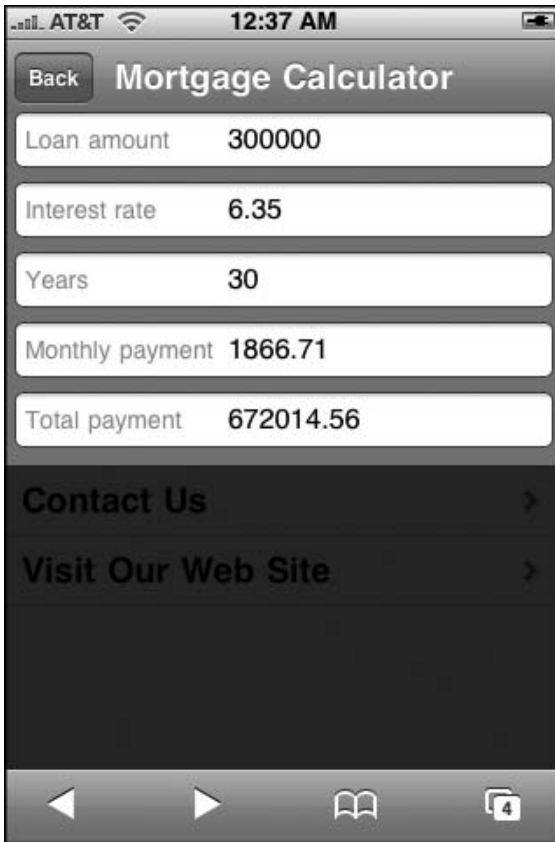 AT&T 12:37 AM
Back Mortgage Calculator
Loan amount 300000
Interest rate 6.35
Years 30
Monthly payment 1866.71
Total payment 672014.56
Contact Us
Visit Our Web Site
4